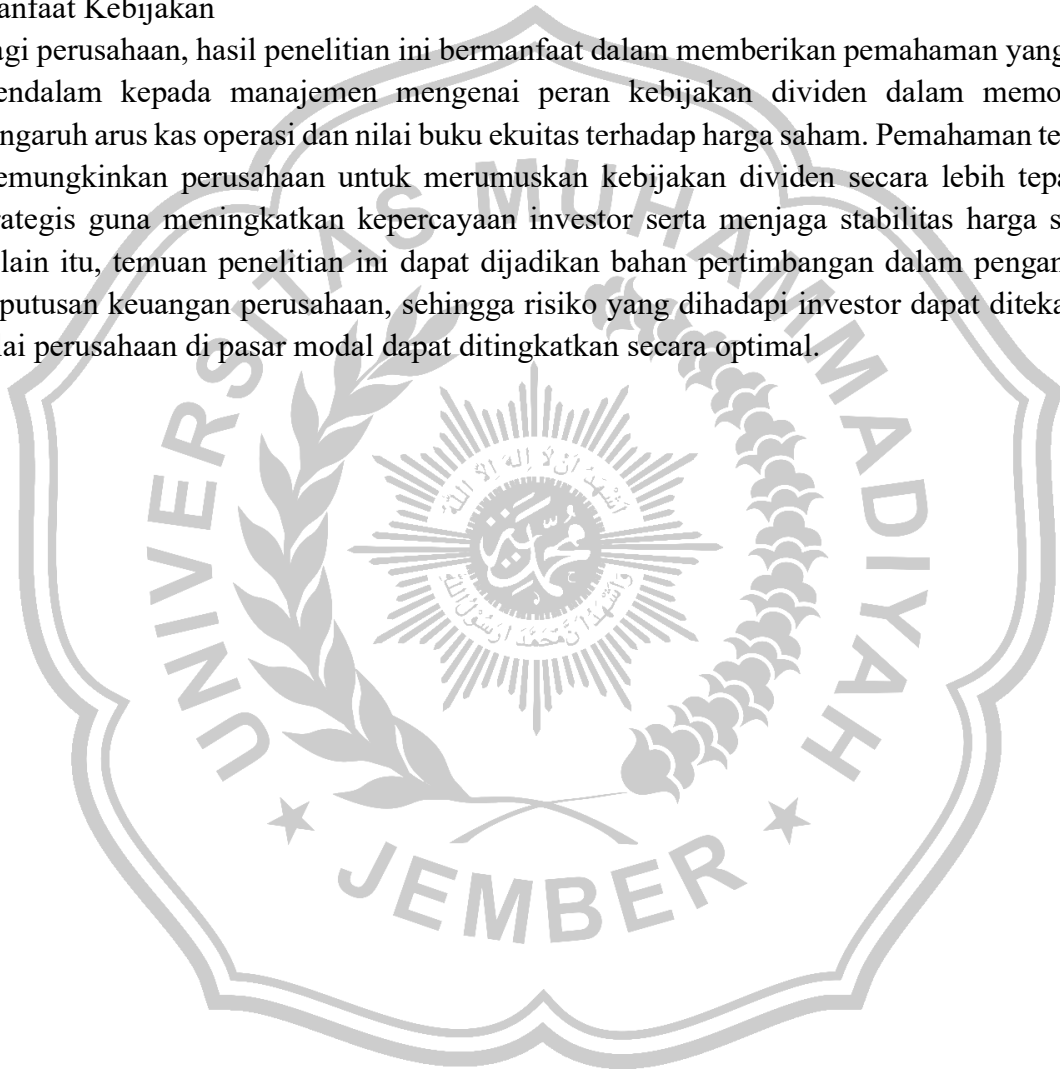 anfaat Kebijakan
agi perusahaan, hasil penelitian ini bermanfaat dalam memberikan pemahaman yang
endalam kepada manajemen mengenai peran kebijakan dividen dalam memo
ngaruh arus kas operasi dan nilai buku ekuitas terhadap harga saham. Pemahaman te
emungkinkan perusahaan untuk merumuskan kebijakan dividen secara lebih tepa
rategis guna meningkatkan kepercayaan investor serta menjaga stabilitas harga s
lain itu, temuan penelitian ini dapat dijadikan bahan pertimbangan dalam pengan
putusan keuangan perusahaan, sehingga risiko yang dihadapi investor dapat diteka
lai perusahaan di pasar modal dapat ditingkatkan secara optimal.
UNIVERSITAS MUHAMMADIYAH
JEMBER